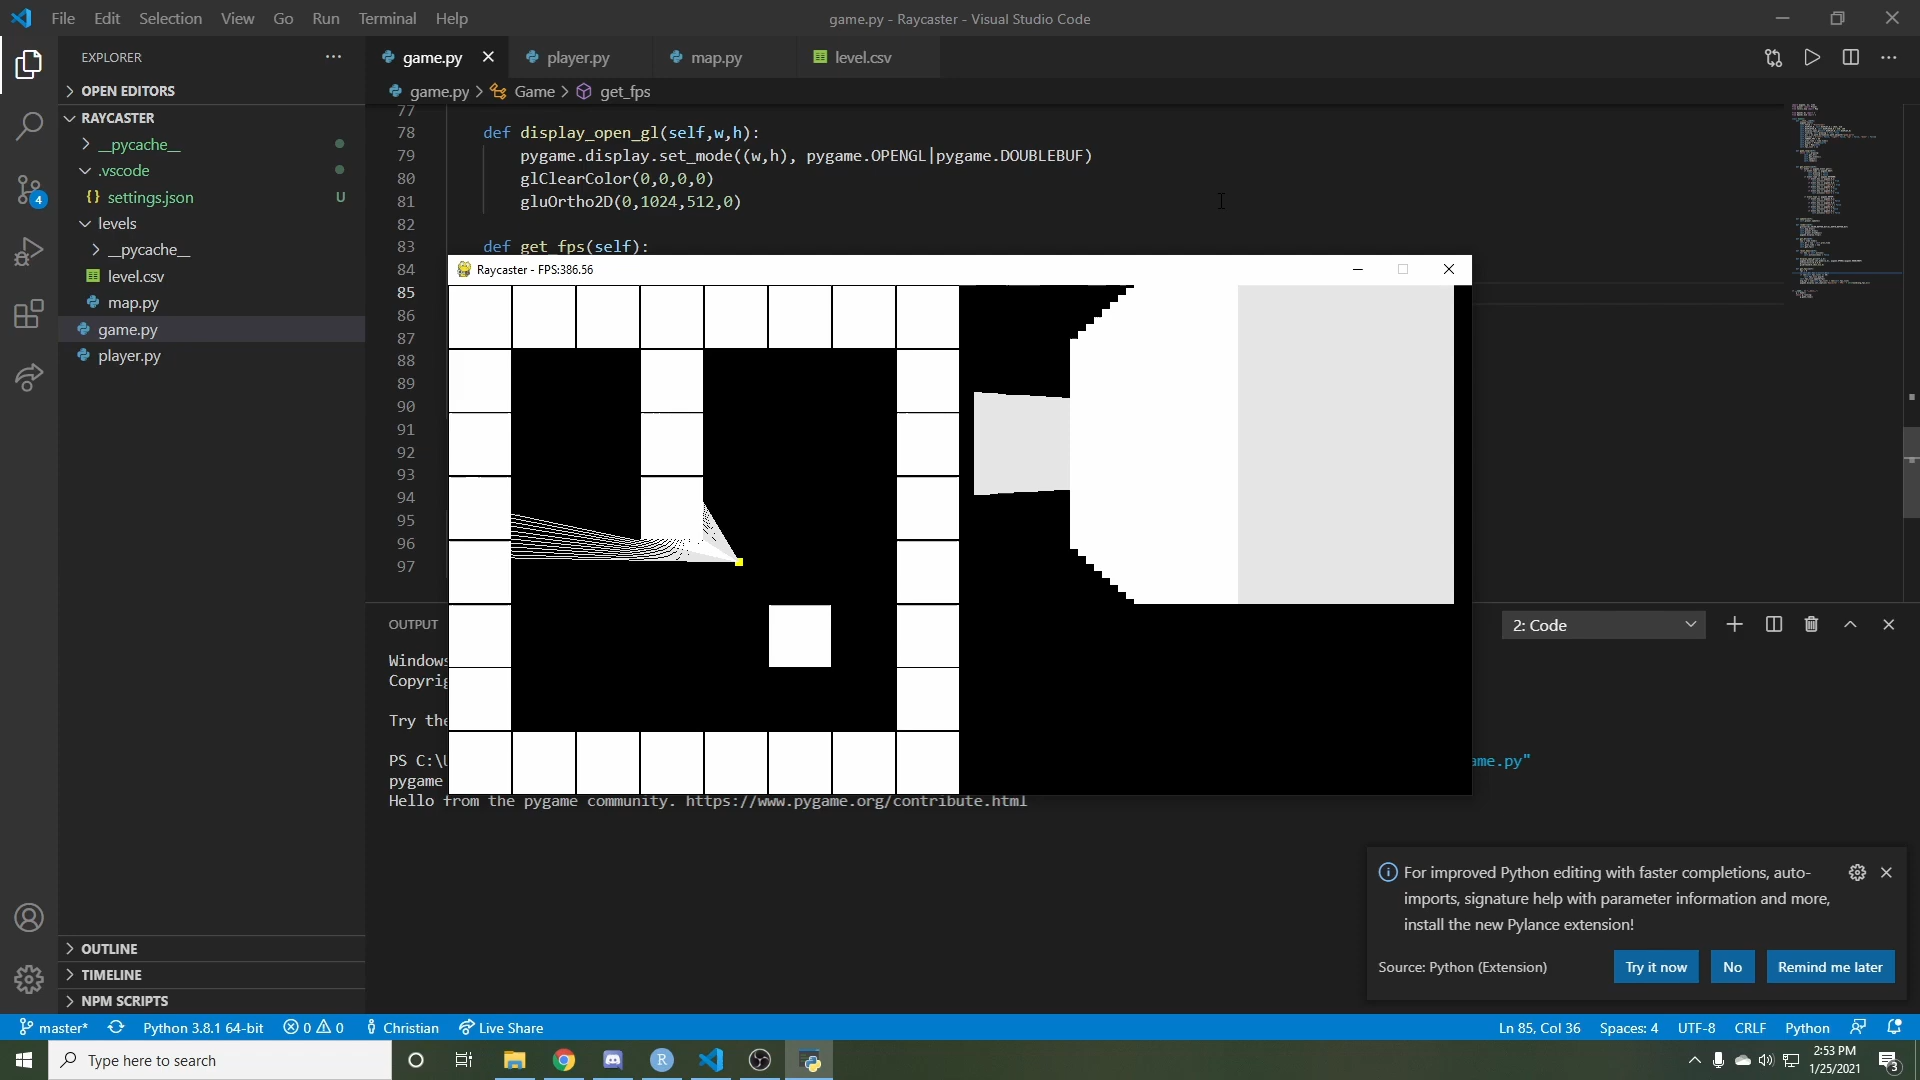 File Edit Selection View Go Run Terminal Help
game.py - Raycaster - Visual Studio Code
EXPLORER
OPEN EDITORS
RAYCASTER
__pycache__
.vscode
settings.json U
levels
__pycache__
level.csv
map.py
game.py
player.py
OUTLINE
TIMELINE
NPM SCRIPTS
4
game.py player.py map.py level.csv
game.py > Game > get_fps
77
78 def display_open_gl(self,w,h):
79 pygame.display.set_mode((w,h), pygame.OPENGL|pygame.DOUBLEBUF)
80 glClearColor(0,0,0,0)
81 gluOrtho2D(0,1024,512,0)
82
83 def get_fps(self):
84
85
86
87
88
89
90
91
92
93
94
95
96
97
Raycaster - FPS:386.56
OUTPUT
2: Code
Windows
Copyrig
Try the
PS C:\U
ame.py"
pygame
Hello from the pygame community. https://www.pygame.org/contribute.html
For improved Python editing with faster completions, auto-
imports, signature help with parameter information and more,
install the new Pylance extension!
Source: Python (Extension)
Try it now No Remind me later
master* Python 3.8.1 64-bit 0 0 Christian Live Share
Ln 85, Col 36 Spaces: 4 UTF-8 CRLF Python
Type here to search
R
2:53 PM
1/25/2021
3